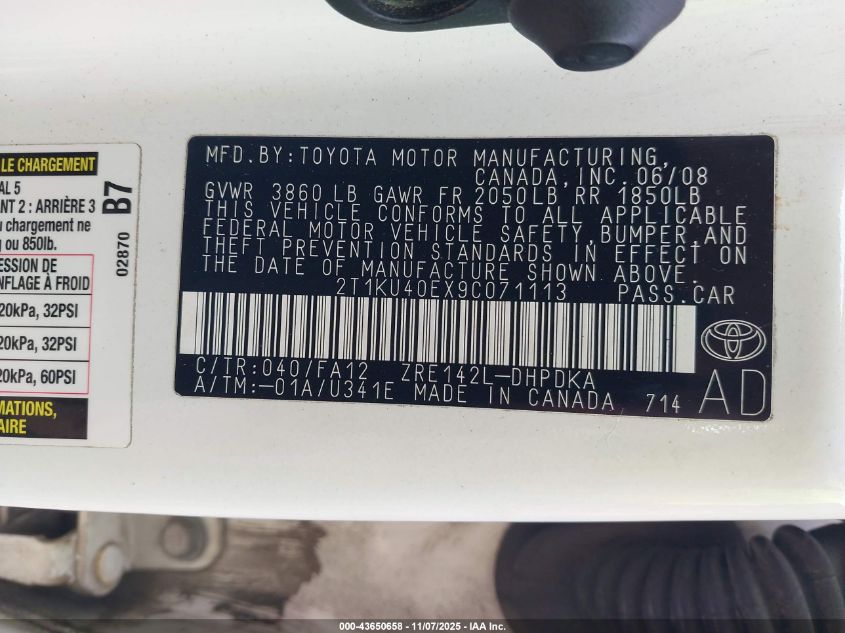 LE CHARGEMENT
AL 5
NT 2 : ARRIÈRE 3
u chargement ne
g ou 850lb.
ESSION DE
NFLAGE À FROID
20kPa, 32PSI
20kPa, 32PSI
20kPa, 60PSI
MATIONS,
AIRE
B7
02870
MFD.BY:TOYOTA MOTOR MANUFACTURING,
CANADA,INC.06/08
GVWR 3860 LB GAWR FR 2050LB RR 1850LB
THIS VEHICLE CONFORMS TO ALL APPLICABLE
FEDERAL MOTOR VEHICLE SAFETY,BUMPER,AND
THEFT PREVENTION STANDARDS IN EFFECT ON
THE DATE OF MANUFACTURE SHOWN ABOVE.
2T1KU40EX9C071113 PASS.CAR
C/TR:040/FA12 ZRE142L-DHPDKA
A/TM:-01A/U341E MADE IN CANADA 714
AD
000-43650658 - 11/07/2025 - IAA Inc.